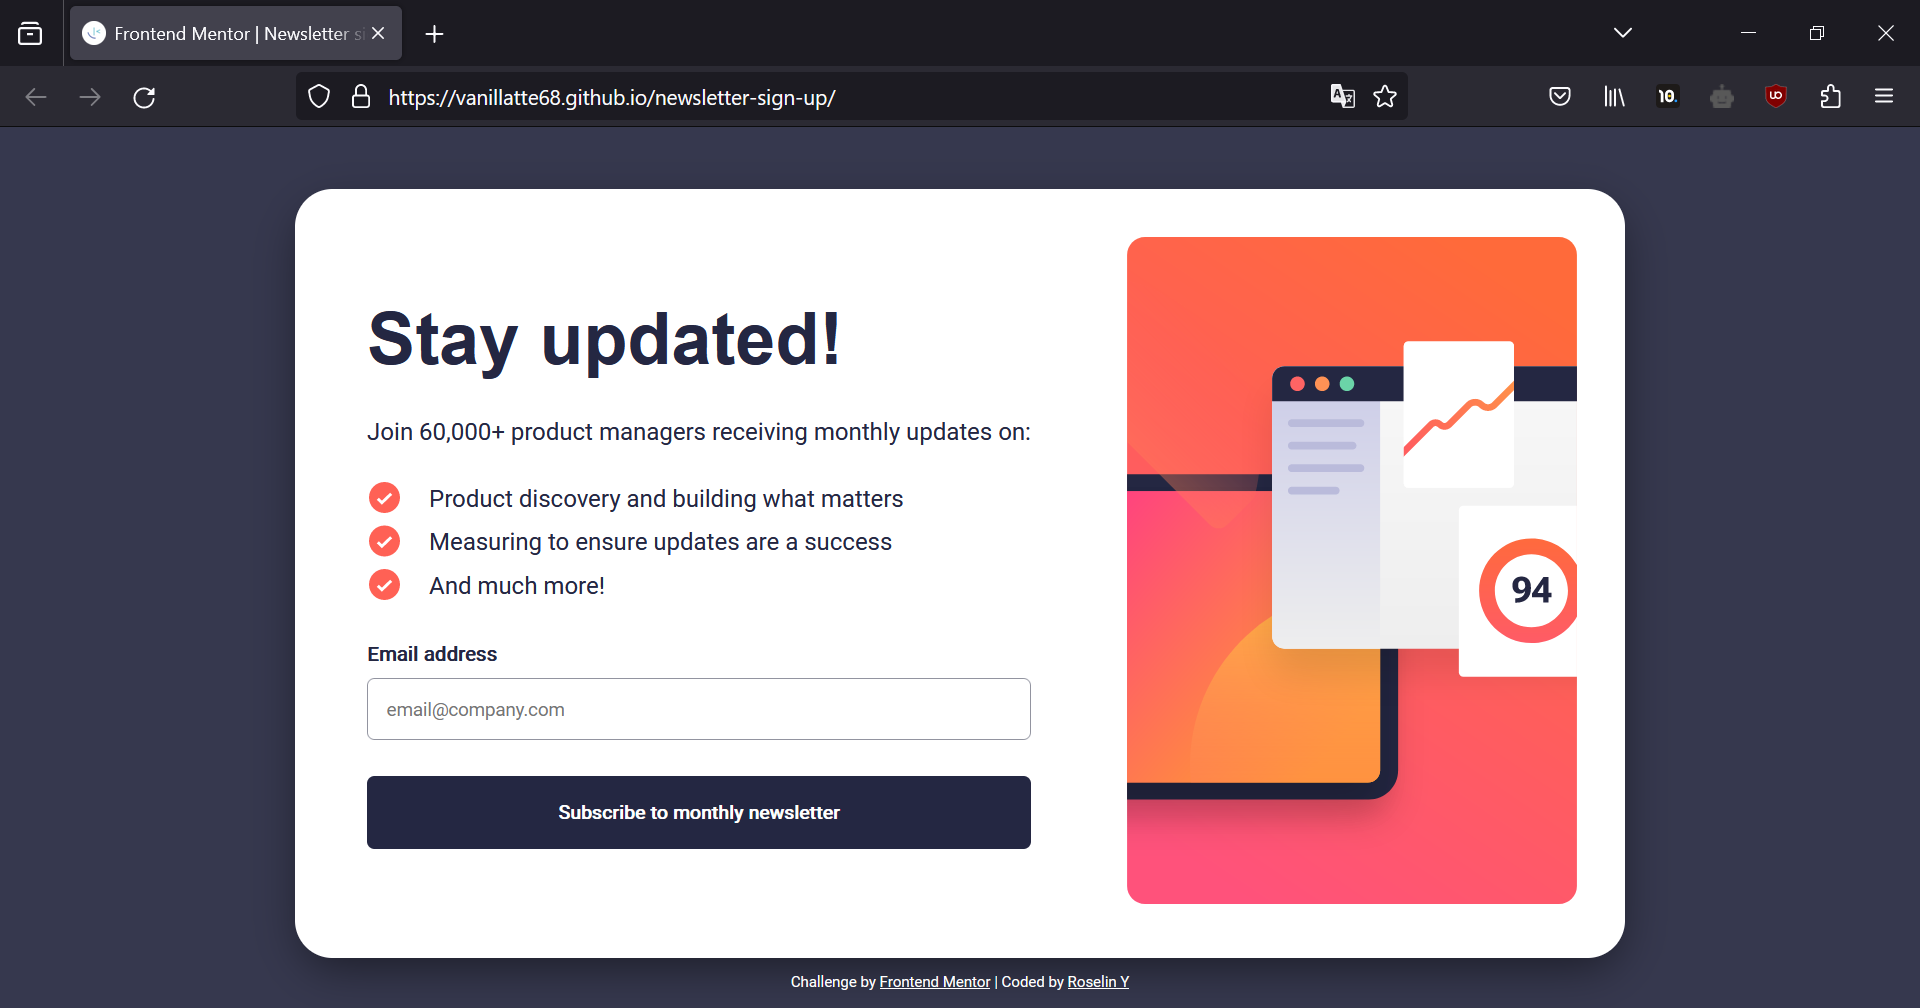 Frontend Mentor | Newsletter si
https://vanillatte68.github.io/newsletter-sign-up/
10.
Stay updated!
Join 60,000+ product managers receiving monthly updates on:
Product discovery and building what matters
Measuring to ensure updates are a success
And much more!
Email address
email@company.com
Subscribe to monthly newsletter
94
Challenge by Frontend Mentor | Coded by Roselin Y